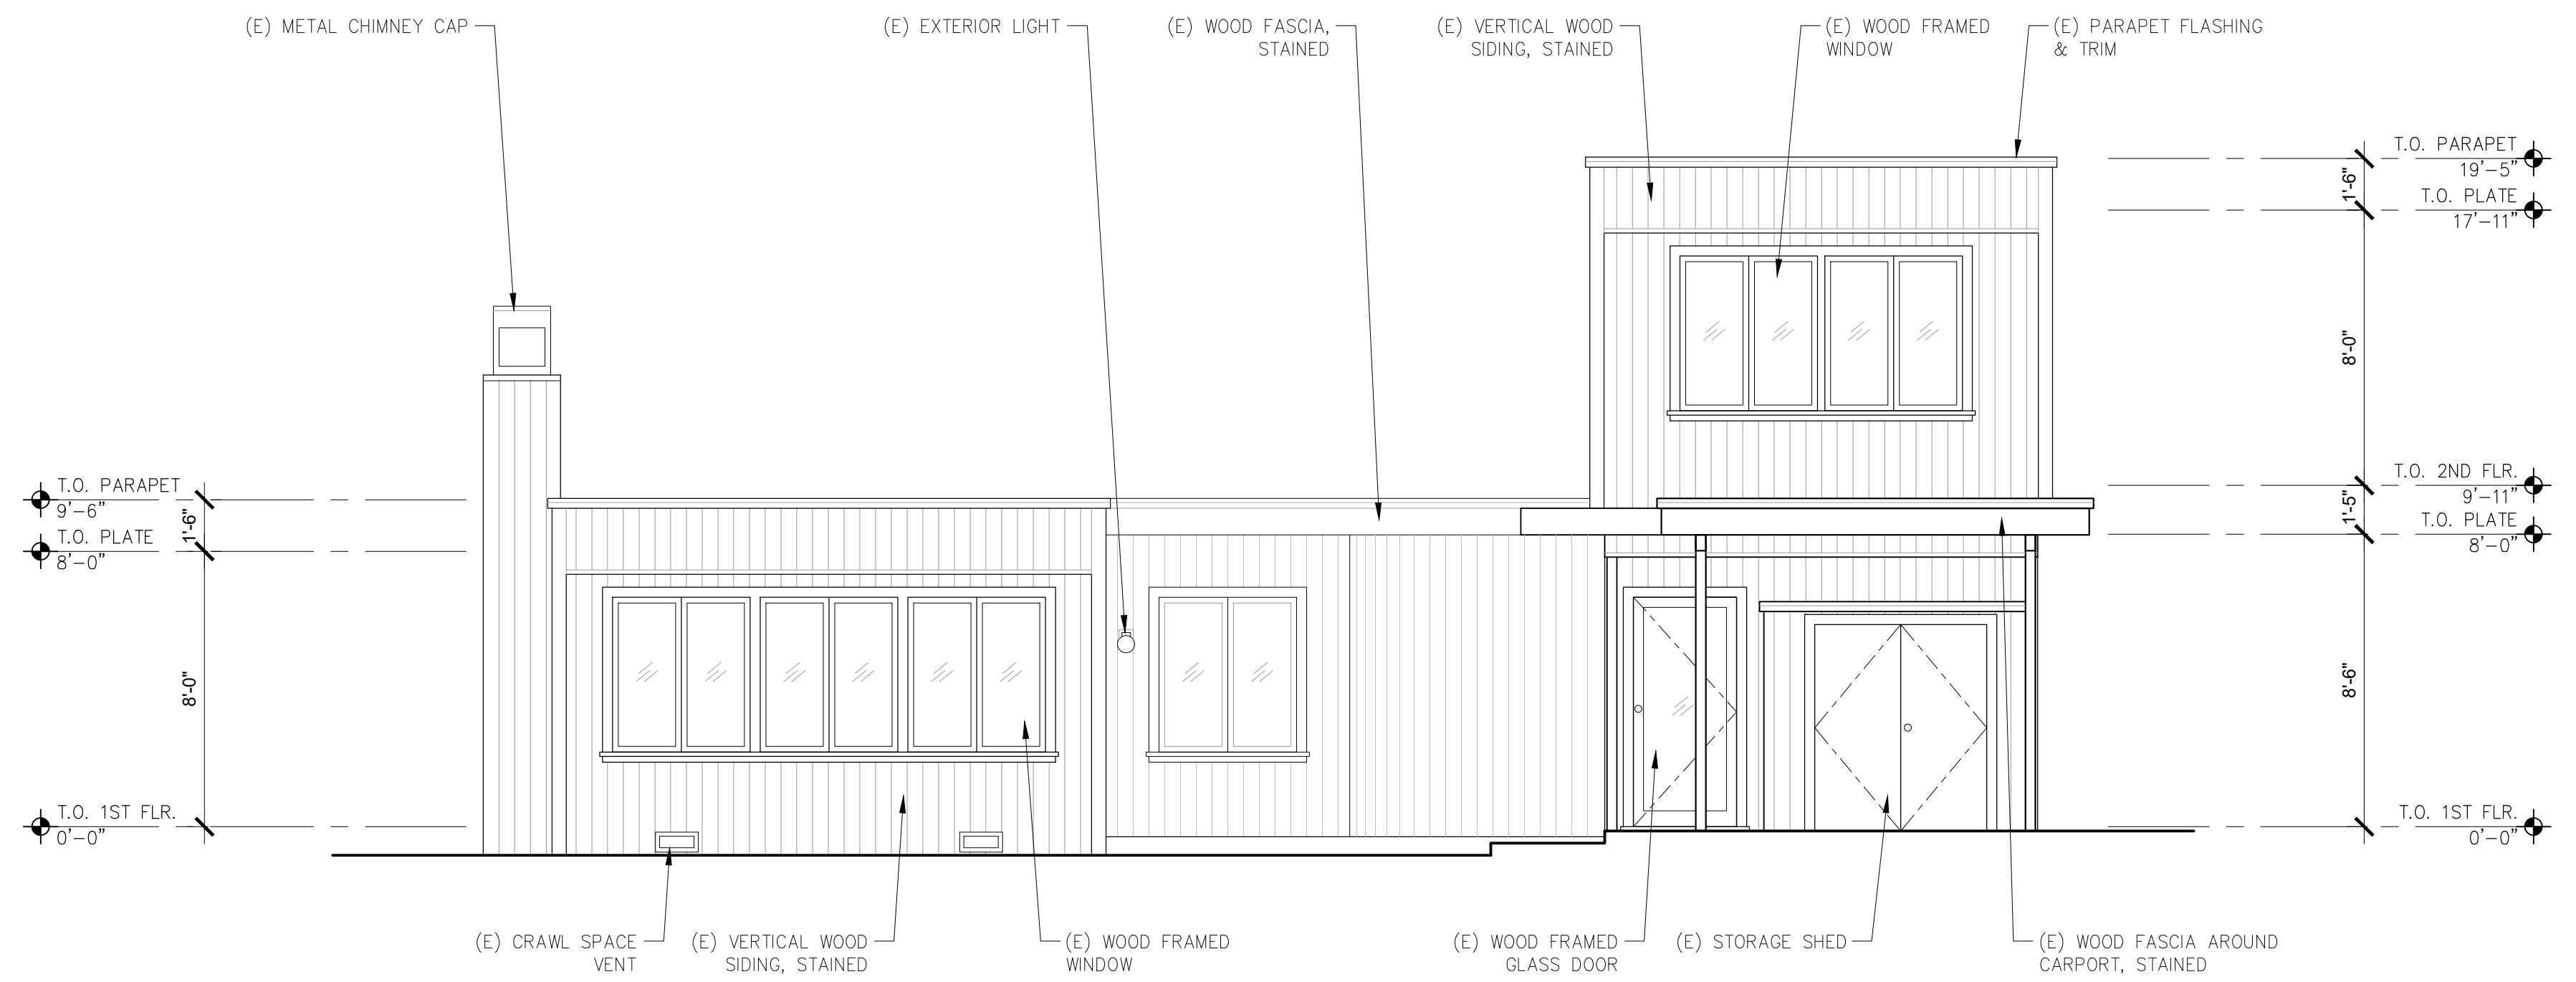 (E) METAL CHIMNEY CAP
(E) EXTERIOR LIGHT
(E) WOOD FASCIA,
STAINED
(E) VERTICAL WOOD
SIDING, STAINED
(E) WOOD FRAMED
WINDOW
(E) PARAPET FLASHING
& TRIM
T.O. PARAPET
19'-5"
1'-6"
T.O. PLATE
17'-11"
8'-0"
T.O. 2ND FLR.
9'-11"
1'-5"
T.O. PLATE
8'-0"
8'-6"
T.O. 1ST FLR.
0'-0"
T.O. PARAPET
9'-6"
1'-6"
T.O. PLATE
8'-0"
8'-0"
T.O. 1ST FLR.
0'-0"
(E) CRAWL SPACE
VENT
(E) VERTICAL WOOD
SIDING, STAINED
(E) WOOD FRAMED
WINDOW
(E) WOOD FRAMED
GLASS DOOR
(E) STORAGE SHED
(E) WOOD FASCIA AROUND
CARPORT, STAINED